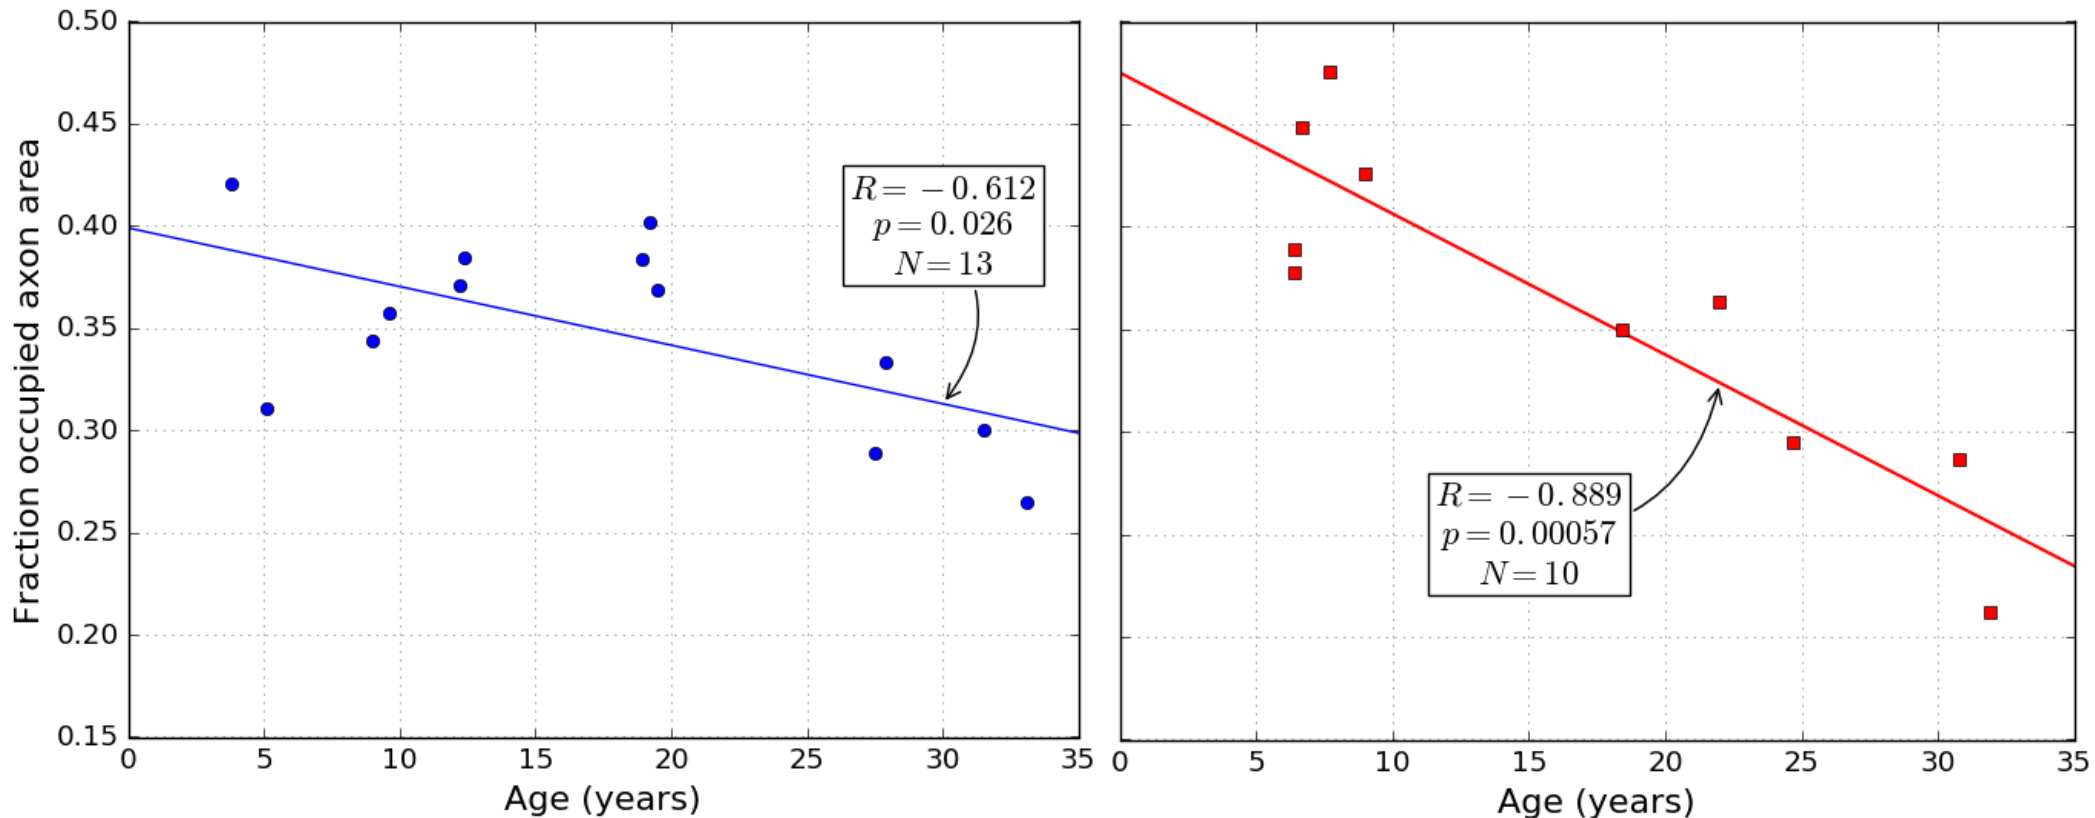 Fraction occupied axon area
0.50
0.45
0.40
0.35
0.30
0.25
0.20
0.15
0 5 10 15 20 25 30 35
Age (years)
R = −0.612
p = 0.026
N = 13
0 5 10 15 20 25 30 35
Age (years)
R = −0.889
p = 0.00057
N = 10